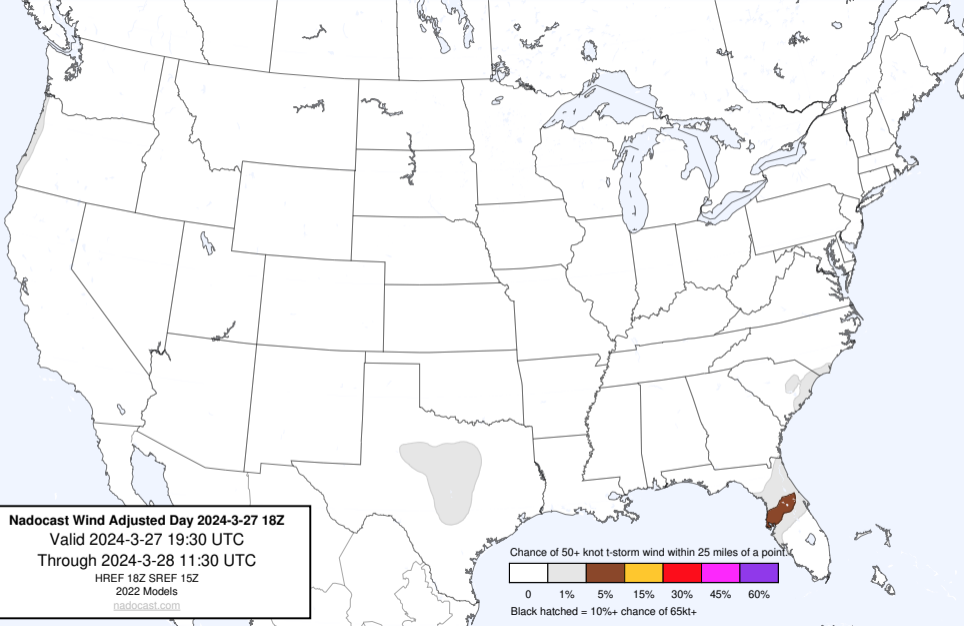 Nadocast Wind Adjusted Day 2024-3-27 18Z
Valid 2024-3-27 19:30 UTC
Through 2024-3-28 11:30 UTC
HREF 18Z SREF 15Z
2022 Models
nadocast.com
Chance of 50+ knot t-storm wind within 25 miles of a point.
0 1% 5% 15% 30% 45% 60%
Black hatched = 10%+ chance of 65kt+